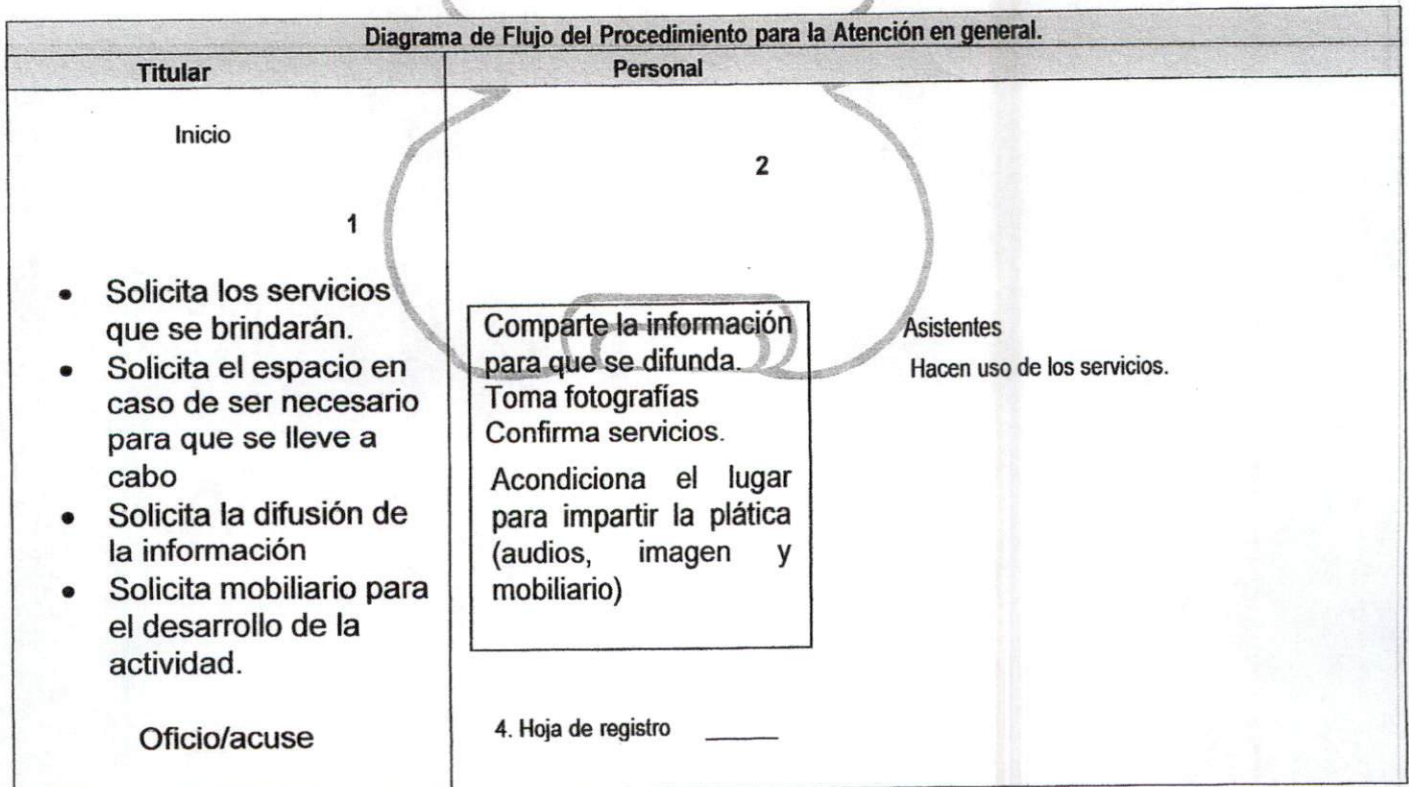 Diagrama de Flujo del Procedimiento para la Atención en general.
Titular
Personal
Inicio
1
• Solicita los servicios
que se brindarán.
• Solicita el espacio en
caso de ser necesario
para que se lleve a
cabo
• Solicita la difusión de
la información
• Solicita mobiliario para
el desarrollo de la
actividad.
Oficio/acuse
2
Comparte la información
para que se difunda.
Toma fotografías
Confirma servicios.
Acondiciona el lugar
para impartir la plática
(audios, imagen y
mobiliario)
4. Hoja de registro ______
Asistentes
Hacen uso de los servicios.